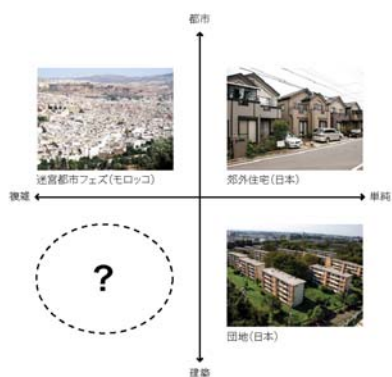 都市
迷宮都市フェズ(モロッコ)
郊外住宅(日本)
複雑
単純
?
団地(日本)
建築